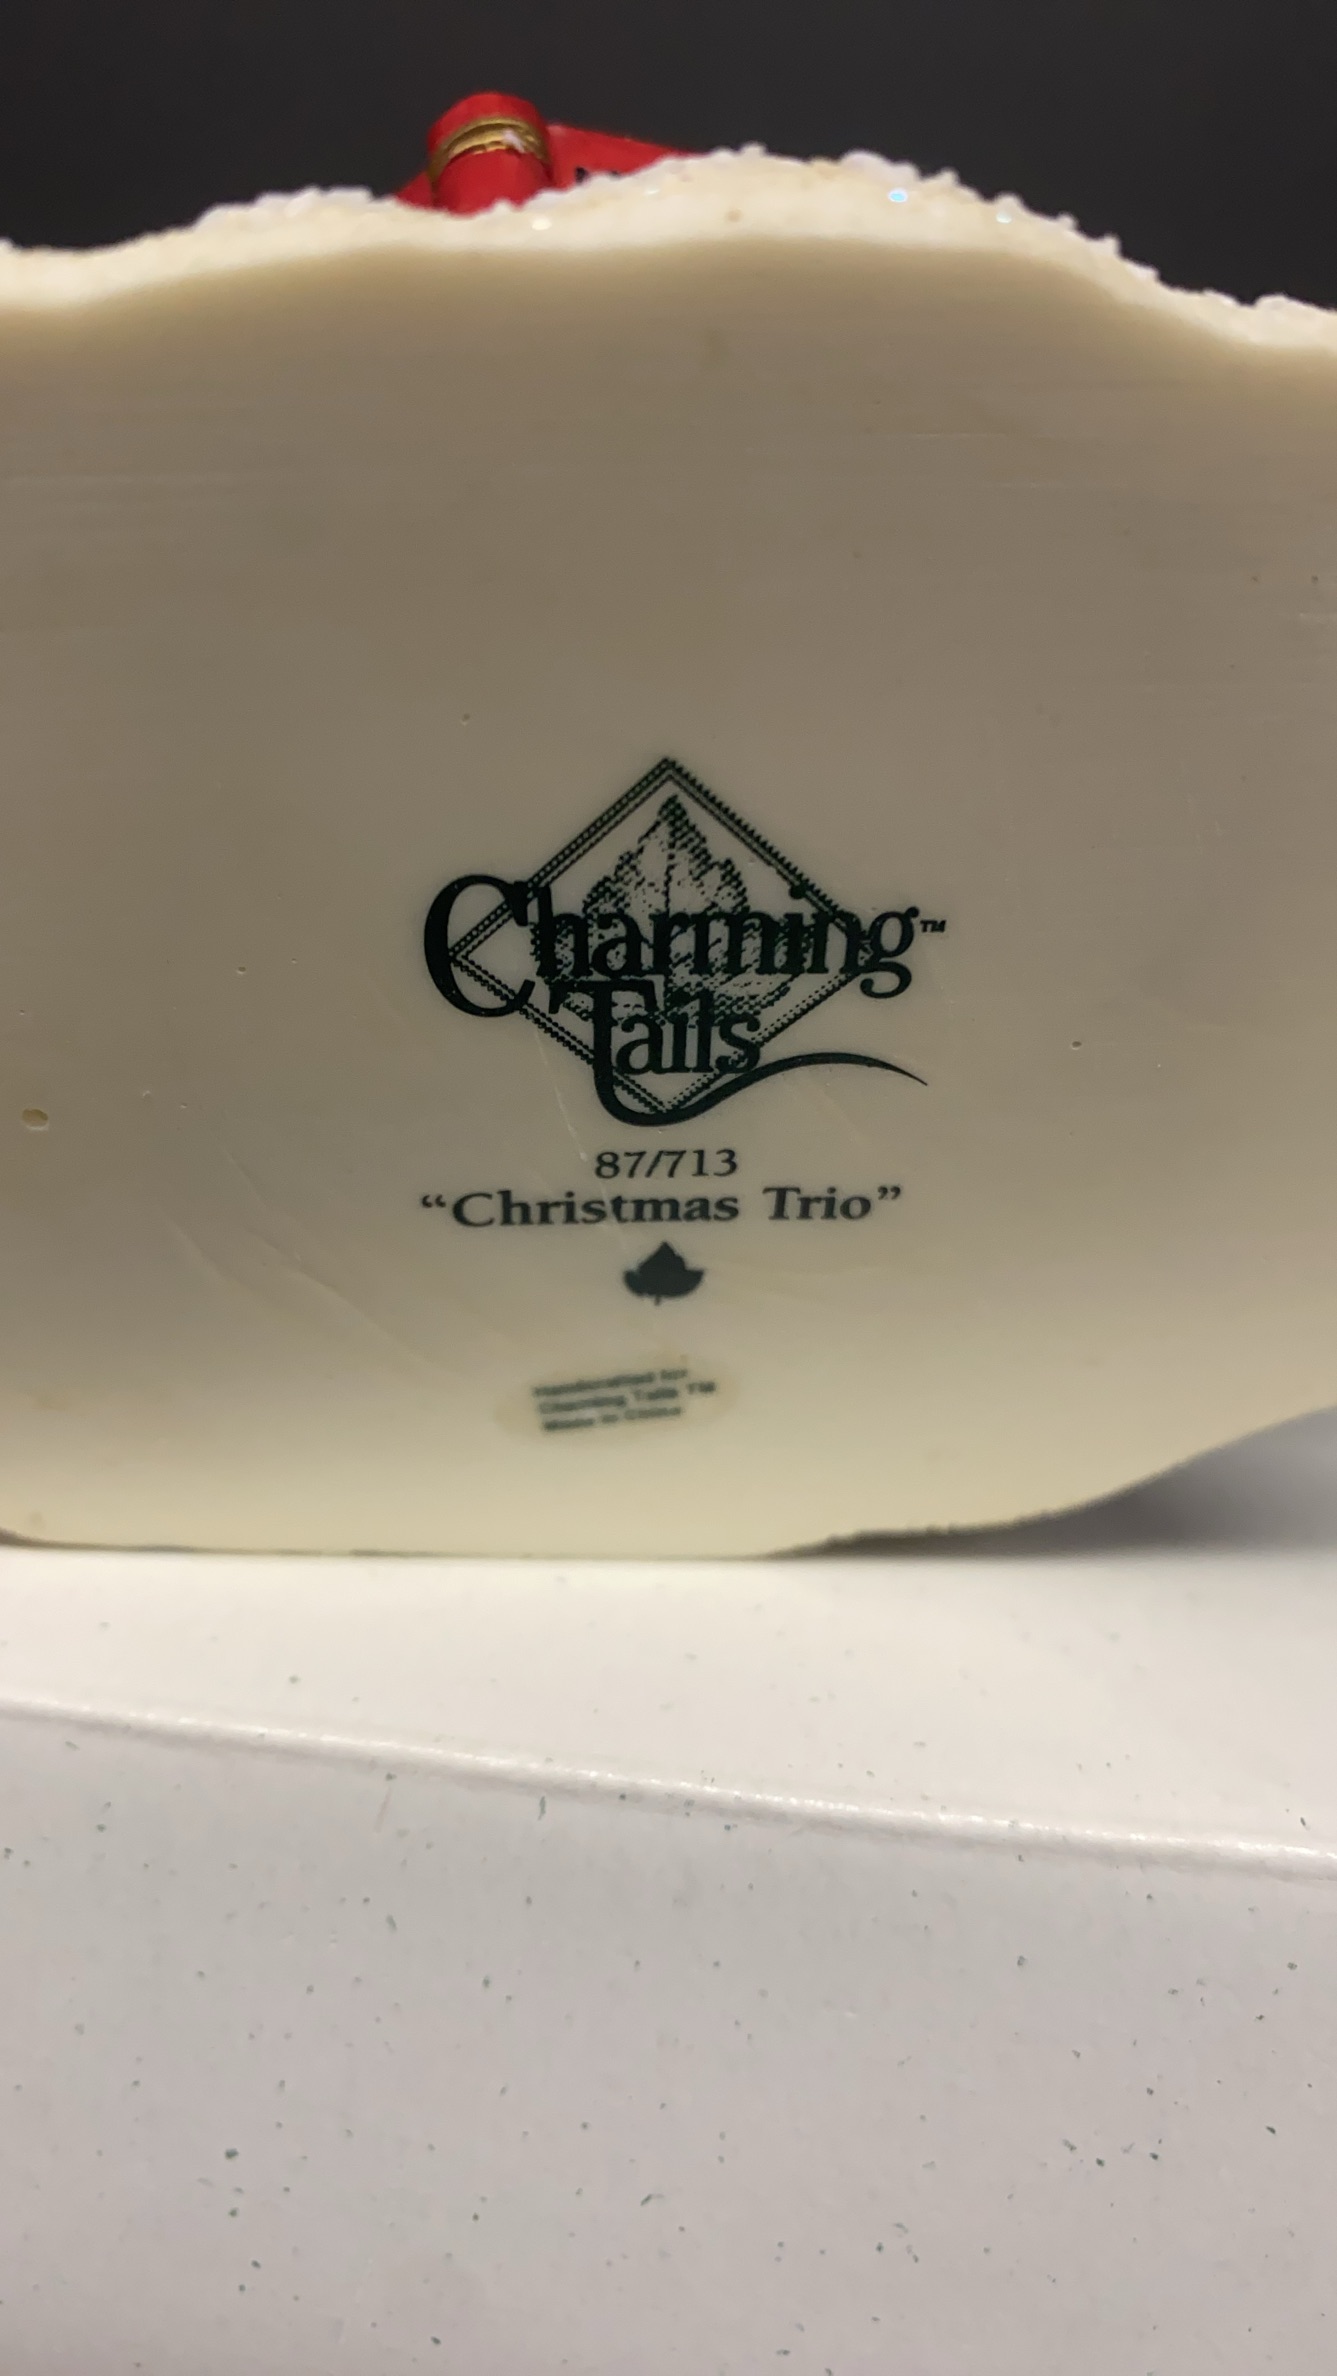 Charming™
Tails
87/713
“Christmas Trio”
Handcrafted for
Charming Tails TM
Made in China